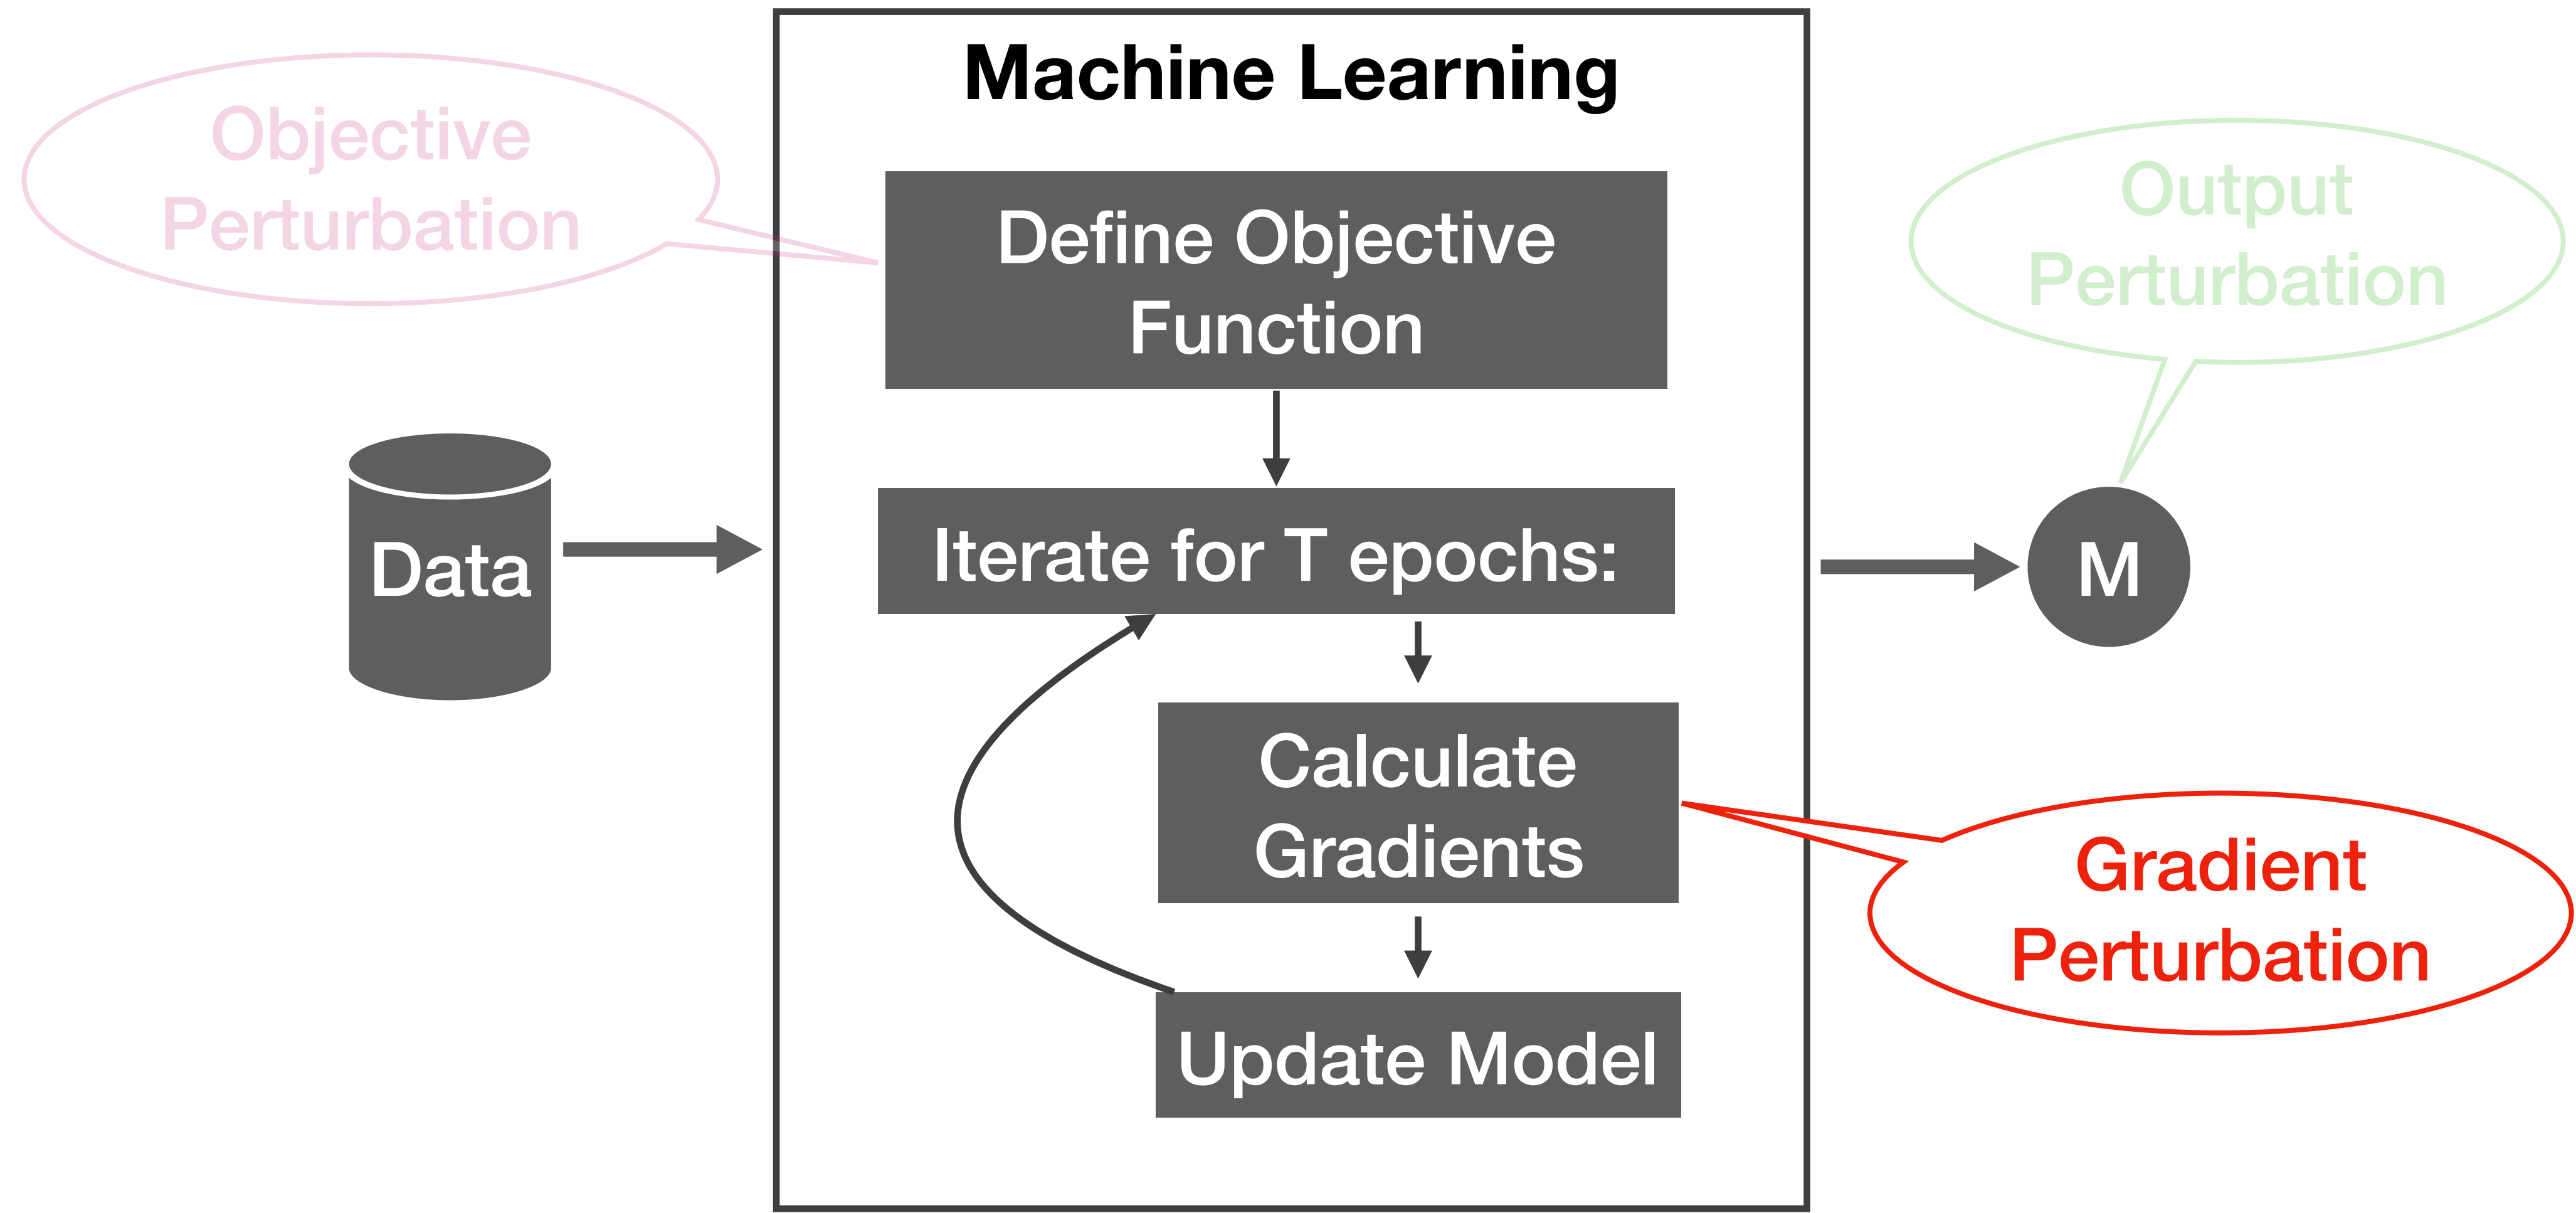 Machine Learning
Objective
Perturbation
Define Objective
Function
Output
Perturbation
Data
Iterate for T epochs:
M
Calculate
Gradients
Gradient
Perturbation
Update Model